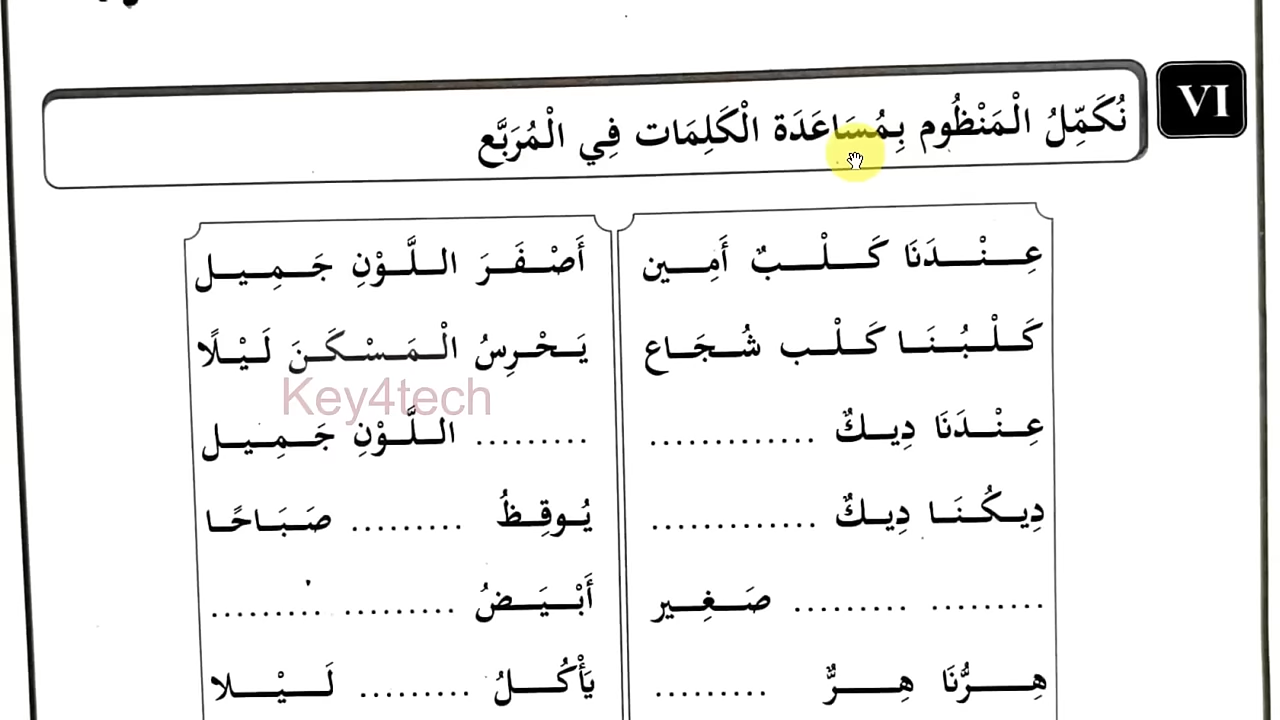 VI
نُكَمِّلُ الْمَنْظُوم بِمُسَاعَدَة الْكَلِمَات فِي الْمُرَبَّع
عِنْدَنَا كَلْبٌ أَمِين أَصْفَرَ اللَّوْنِ جَمِيل
كَلْبُنَا كَلْب شُجَاع يَحْرِسُ الْمَسْكَنَ لَيْلًا
Key4tech
عِنْدَنَا دِيكٌ ............. ......... اللَّوْنِ جَمِيل
دِيكُنَا دِيكٌ ............. يُوقِظُ ......... صَبَاحًا
......... ......... صَغِير أَبْيَضُ ......... .........
هِرُّنَا هِرٌّ ......... يَأْكُلُ ......... لَيْلا